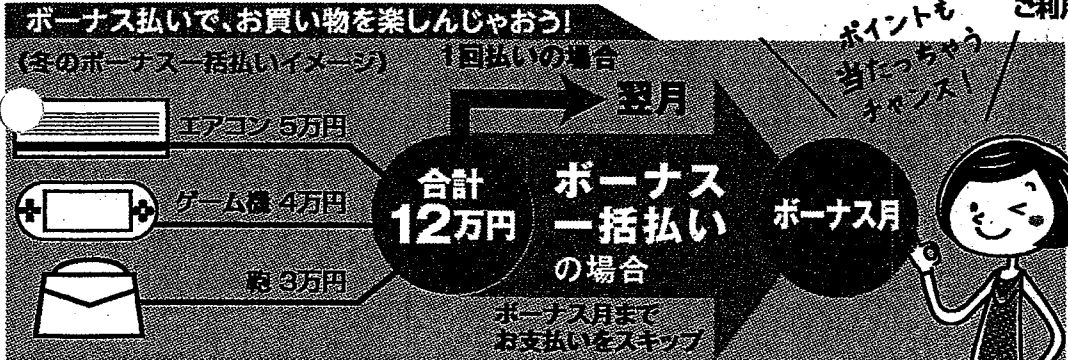 ボーナス払いで、お買い物を楽しんじゃおう!
(冬のボーナス一括払いイメージ)
1回払いの場合
翌月
エアコン 5万円
ゲーム機 4万円
鞄 3万円
合計
12万円
ボーナス
一括払い
の場合
ボーナス月まで
お支払いをスキップ
ボーナス月
ポイントも
当たっちゃう
チャンス!
ご利用